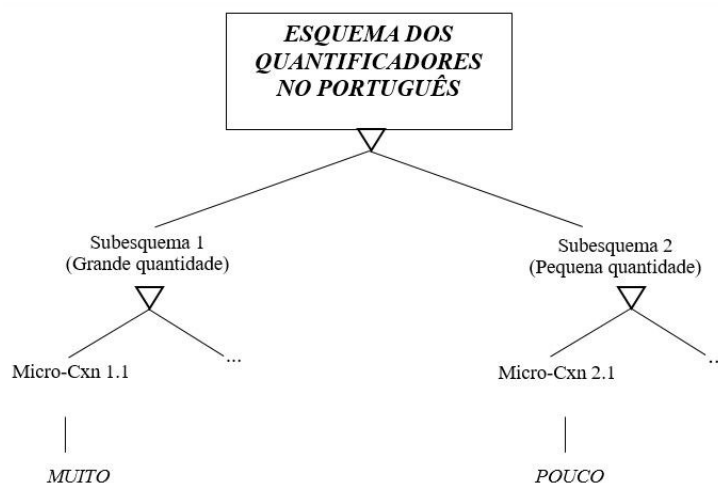 ESQUEMA DOS
QUANTIFICADORES
NO PORTUGUÊS
Subesquema 1
(Grande quantidade)
Subesquema 2
(Pequena quantidade)
...
..
Micro-Cxn 1.1
Micro-Cxn 2.1
MUITO
POUCO